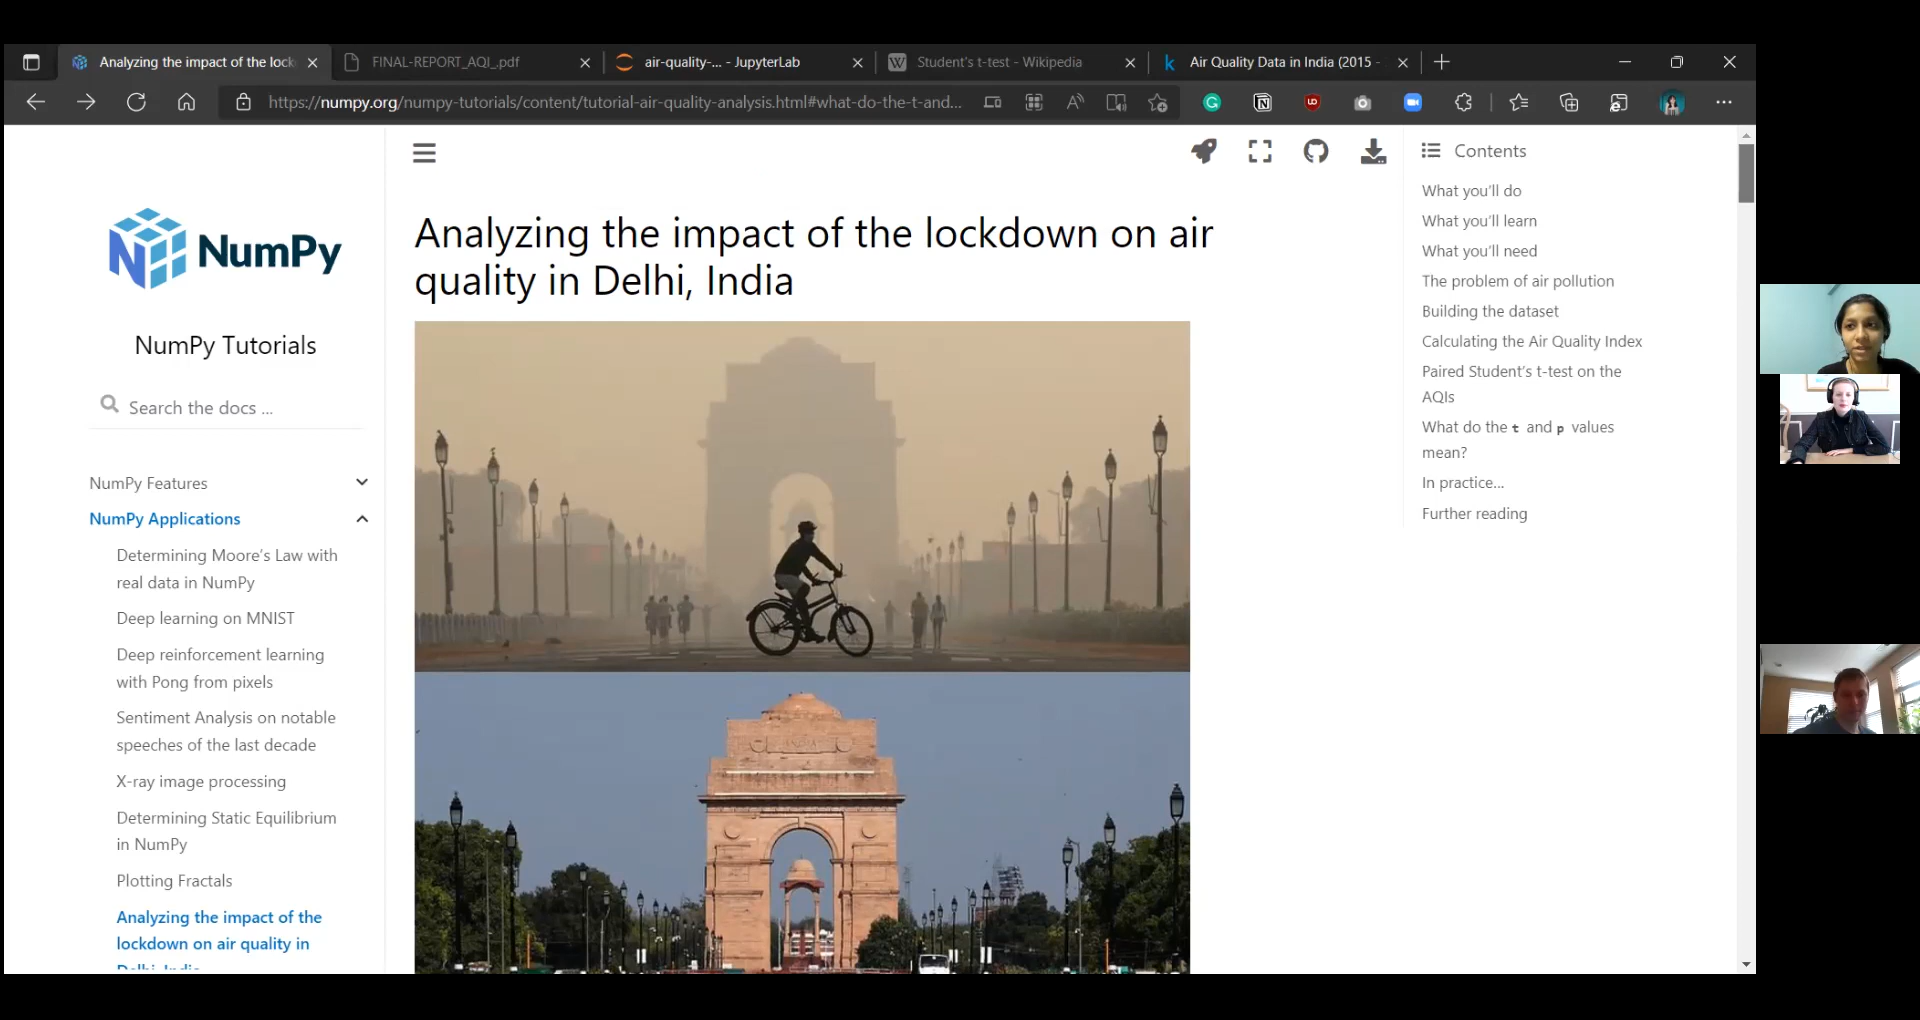 Analyzing the impact of the lock
FINAL-REPORT_AQI_.pdf
air-quality-... - JupyterLab
Student's t-test - Wikipedia
Air Quality Data in India (2015 -
https://numpy.org/numpy-tutorials/content/tutorial-air-quality-analysis.html#what-do-the-t-and...
NumPy
NumPy Tutorials
Search the docs ...
NumPy Features
NumPy Applications
Determining Moore's Law with
real data in NumPy
Deep learning on MNIST
Deep reinforcement learning
with Pong from pixels
Sentiment Analysis on notable
speeches of the last decade
X-ray image processing
Determining Static Equilibrium
in NumPy
Plotting Fractals
Analyzing the impact of the
lockdown on air quality in
Delhi, India
Analyzing the impact of the lockdown on air
quality in Delhi, India
INDIA
Contents
What you'll do
What you'll learn
What you'll need
The problem of air pollution
Building the dataset
Calculating the Air Quality Index
Paired Student's t-test on the
AQIs
What do the t and p values
mean?
In practice...
Further reading